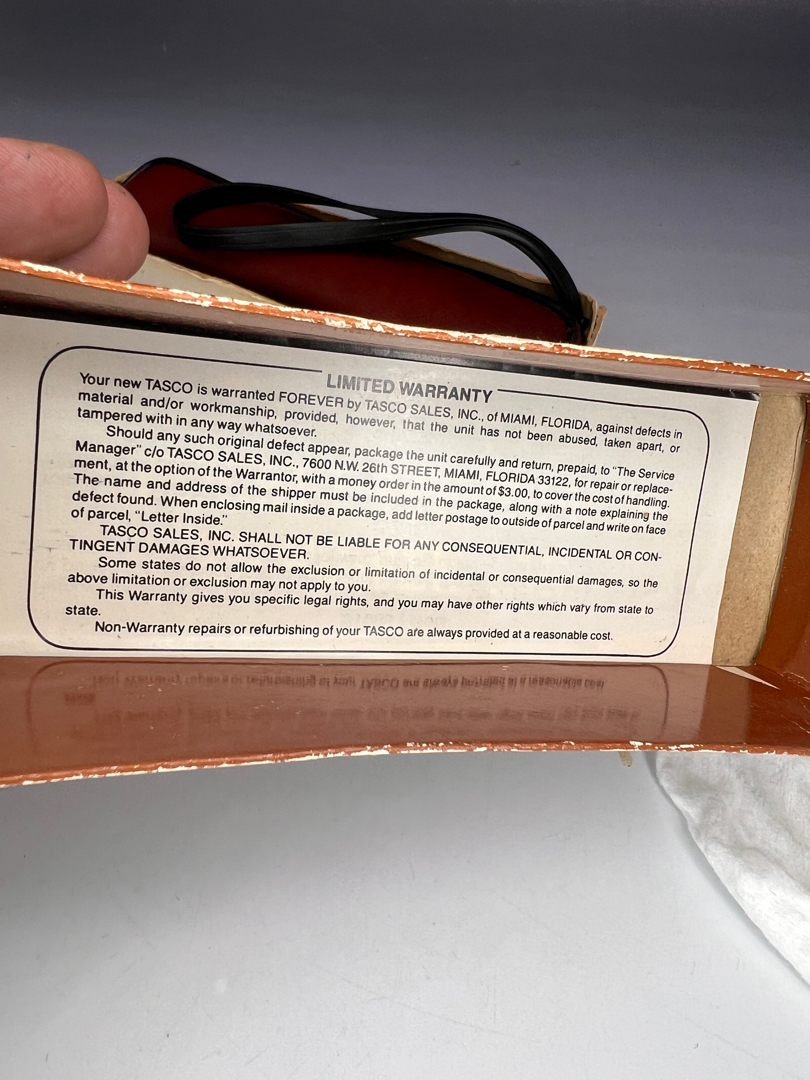 LIMITED WARRANTY
Your new TASCO is warranted FOREVER by TASCO SALES, INC., of MIAMI, FLORIDA, against defects in
material and/or workmanship, provided, however, that the unit has not been abused, taken apart, or
tampered with in any way whatsoever.
Should any such original defect appear, package the unit carefully and return, prepaid, to "The Service
Manager" c/o TASCO SALES, INC., 7600 N.W. 26th STREET, MIAMI, FLORIDA 33122, for repair or replace-
ment, at the option of the Warrantor, with a money order in the amount of $3.00, to cover the cost of handling.
The name and address of the shipper must be included in the package, along with a note explaining the
defect found. When enclosing mail inside a package, add letter postage to outside of parcel and write on face
of parcel, "Letter Inside."
TASCO SALES, INC. SHALL NOT BE LIABLE FOR ANY CONSEQUENTIAL, INCIDENTAL OR CON-
TINGENT DAMAGES WHATSOEVER.
Some states do not allow the exclusion or limitation of incidental or consequential damages, so the
above limitation or exclusion may not apply to you.
This Warranty gives you specific legal rights, and you may have other rights which vary from state to
state.
Non-Warranty repairs or refurbishing of your TASCO are always provided at a reasonable cost.